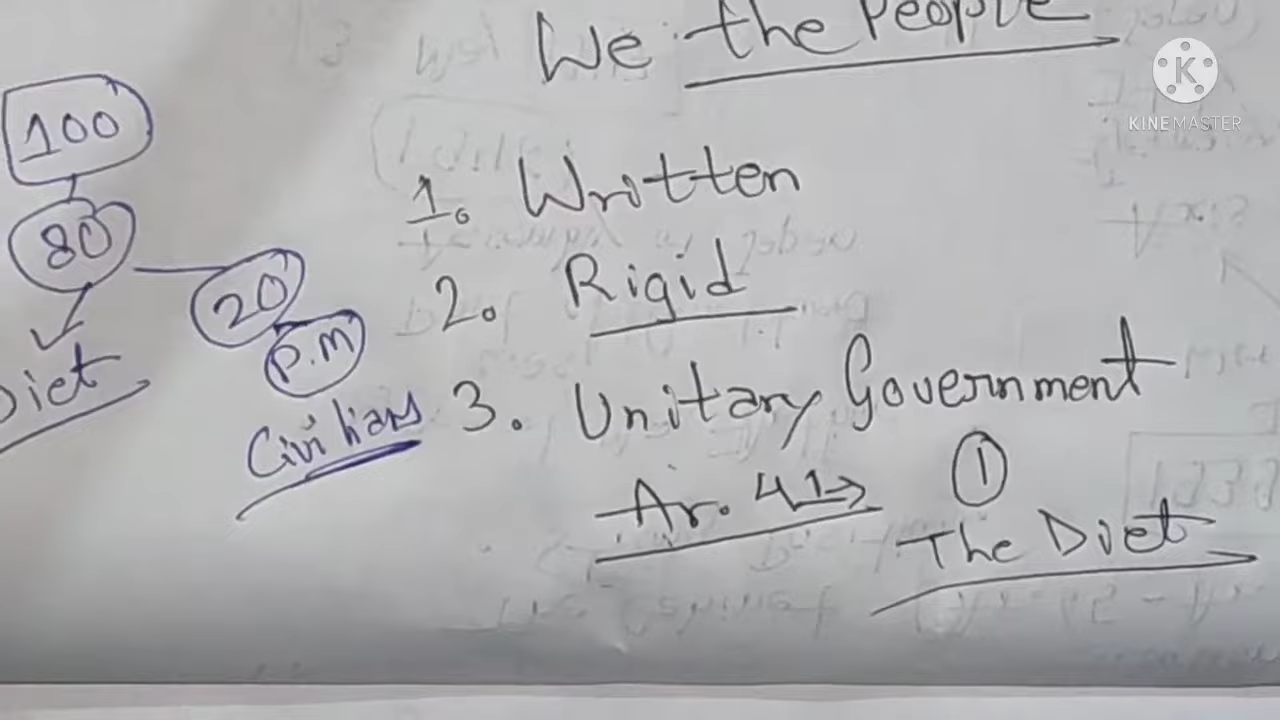 We the People
KINEMASTER
100
1. Written
80
20
2. Rigid
P.M
Diet
3. Unitary Government
Civilians
Ar. 41→ ①
The Diet